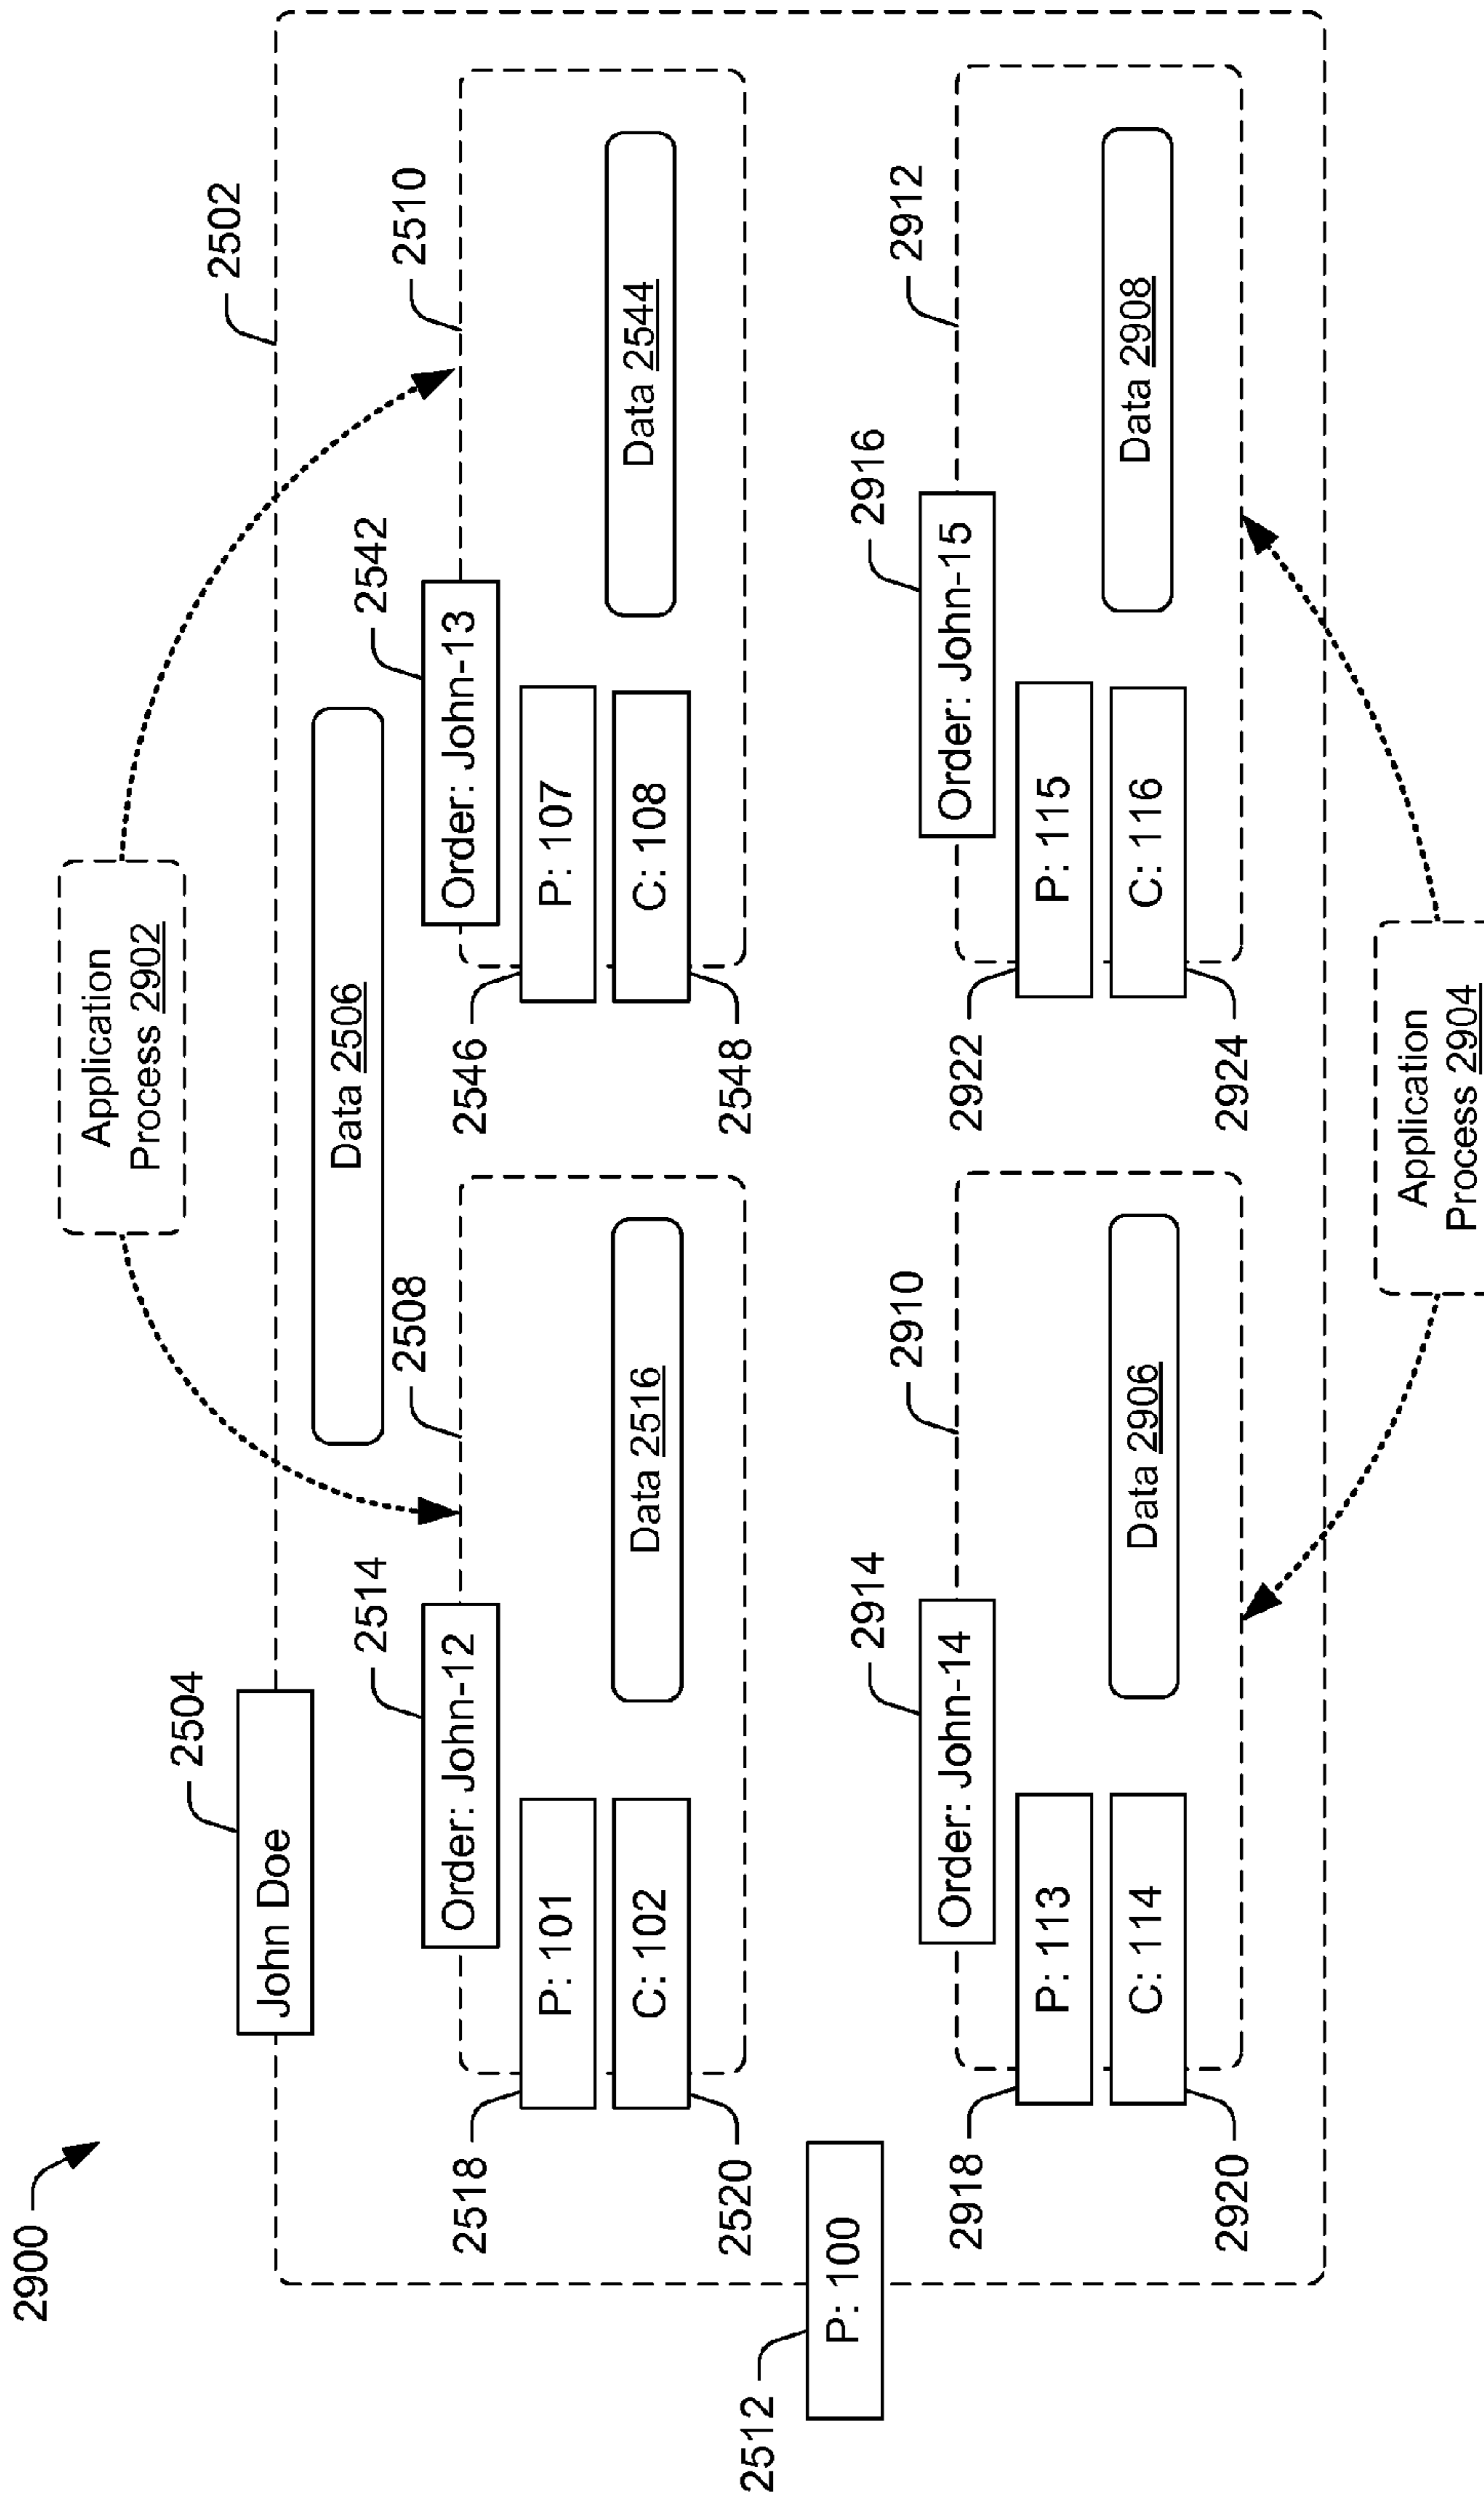 2900
Application
Process 2902
2504
2502
John Doe
Data 2506
2514
2508
2542
2510
Order: John-12
Order: John-13
2518
P: 101
2546
P: 107
C: 102
Data 2516
C: 108
Data 2544
2520
2548
2512
P: 100
2914
2910
2916
2912
Order: John-14
Order: John-15
2918
P: 113
2922
P: 115
C: 114
Data 2906
C: 116
Data 2908
2920
2924
Application
Process 2904